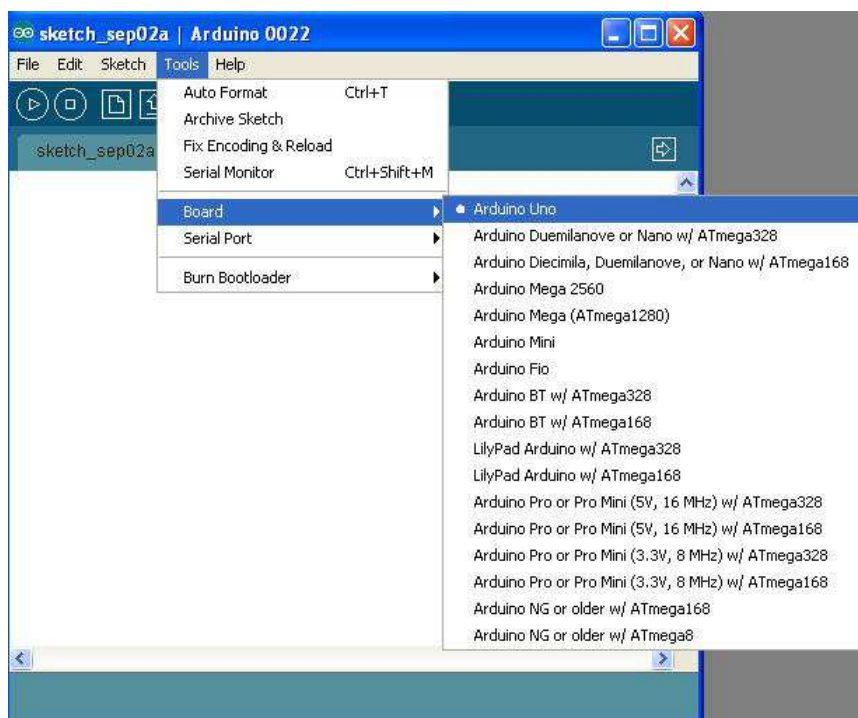 sketch_sep02a | Arduino 0022
File Edit Sketch Tools Help
Auto Format Ctrl+T
Archive Sketch
sketch_sep02a
Fix Encoding & Reload
Serial Monitor Ctrl+Shift+M
Board
Serial Port
Burn Bootloader
Arduino Uno
Arduino Duemilanove or Nano w/ ATmega328
Arduino Diecimila, Duemilanove, or Nano w/ ATmega168
Arduino Mega 2560
Arduino Mega (ATmega1280)
Arduino Mini
Arduino Fio
Arduino BT w/ ATmega328
Arduino BT w/ ATmega168
LilyPad Arduino w/ ATmega328
LilyPad Arduino w/ ATmega168
Arduino Pro or Pro Mini (5V, 16 MHz) w/ ATmega328
Arduino Pro or Pro Mini (5V, 16 MHz) w/ ATmega168
Arduino Pro or Pro Mini (3.3V, 8 MHz) w/ ATmega328
Arduino Pro or Pro Mini (3.3V, 8 MHz) w/ ATmega168
Arduino NG or older w/ ATmega168
Arduino NG or older w/ ATmega8